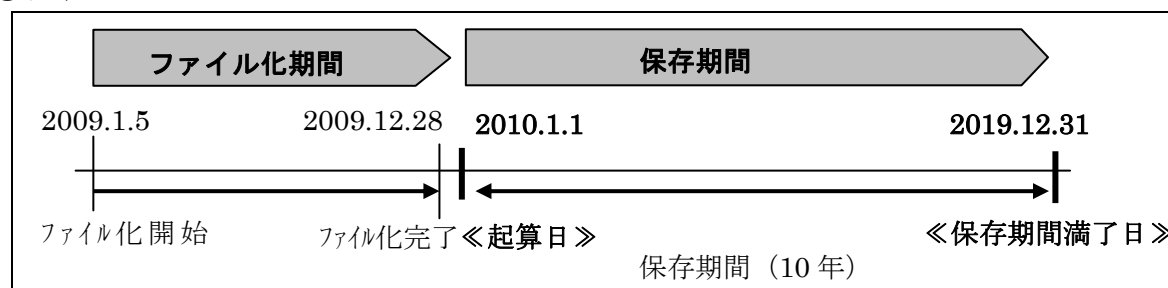 ファイル化期間 保存期間
2009.1.5 2009.12.28 2010.1.1 2019.12.31
ファイル化開始 ファイル化完了≪起算日≫ ≪保存期間満了日≫
保存期間（10 年）